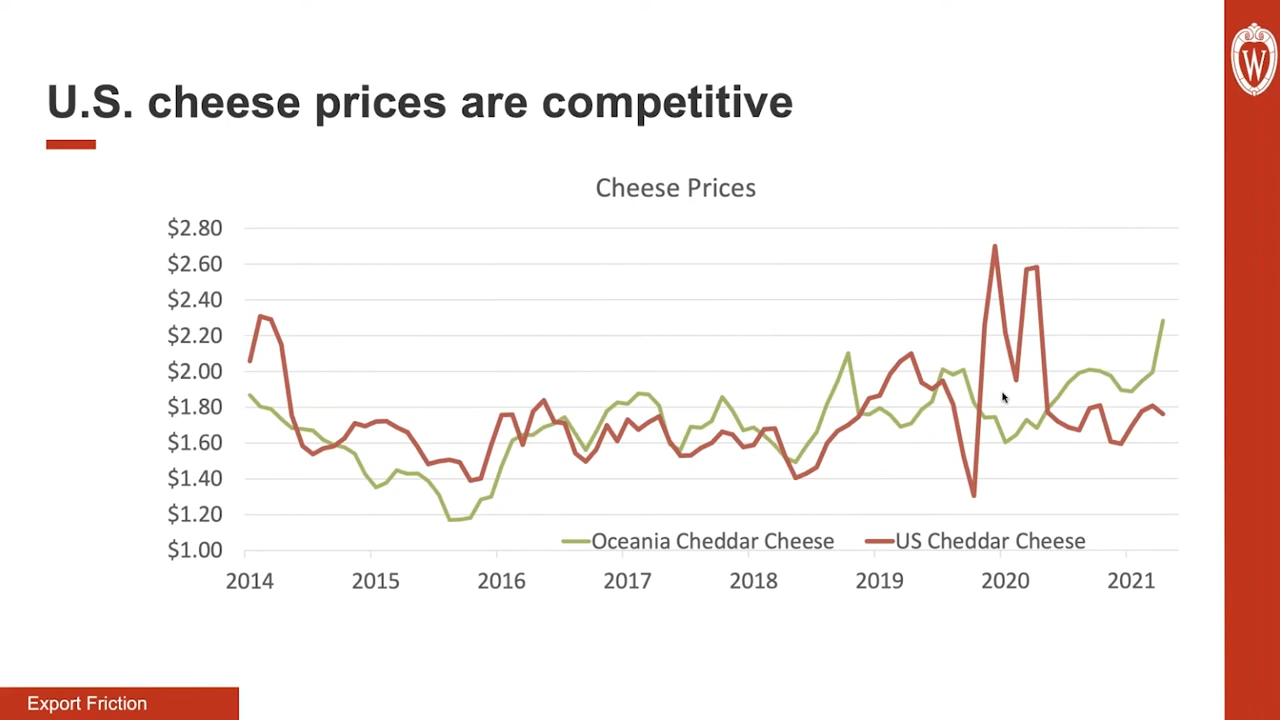 W
U.S. cheese prices are competitive
Cheese Prices
$2.80
$2.60
$2.40
$2.20
$2.00
$1.80
$1.60
$1.40
$1.20
$1.00
Oceania Cheddar Cheese US Cheddar Cheese
2014 2015 2016 2017 2018 2019 2020 2021
Export Friction